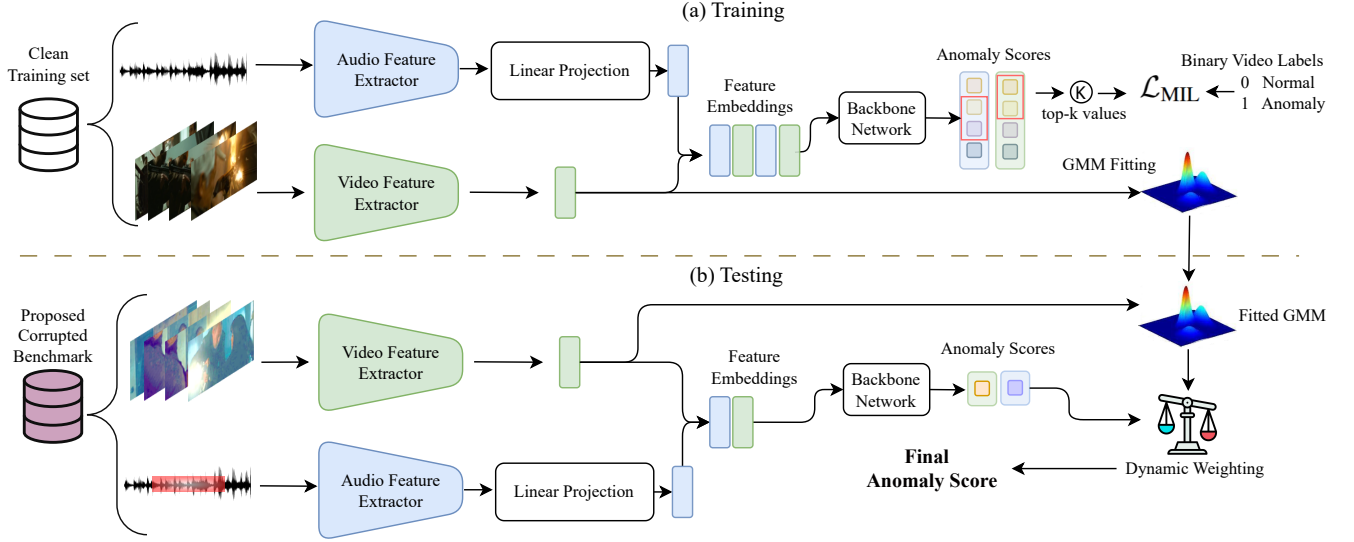 (a) Training
Clean
Training set
Audio Feature
Extractor
Linear Projection
Feature
Embeddings
Backbone
Network
Anomaly Scores
K
top-k values
ℒ_MIL
Binary Video Labels
0 Normal
1 Anomaly
Video Feature
Extractor
GMM Fitting
(b) Testing
Proposed
Corrupted
Benchmark
Video Feature
Extractor
Feature
Embeddings
Backbone
Network
Anomaly Scores
Fitted GMM
Audio Feature
Extractor
Linear Projection
Final
Anomaly Score
Dynamic Weighting